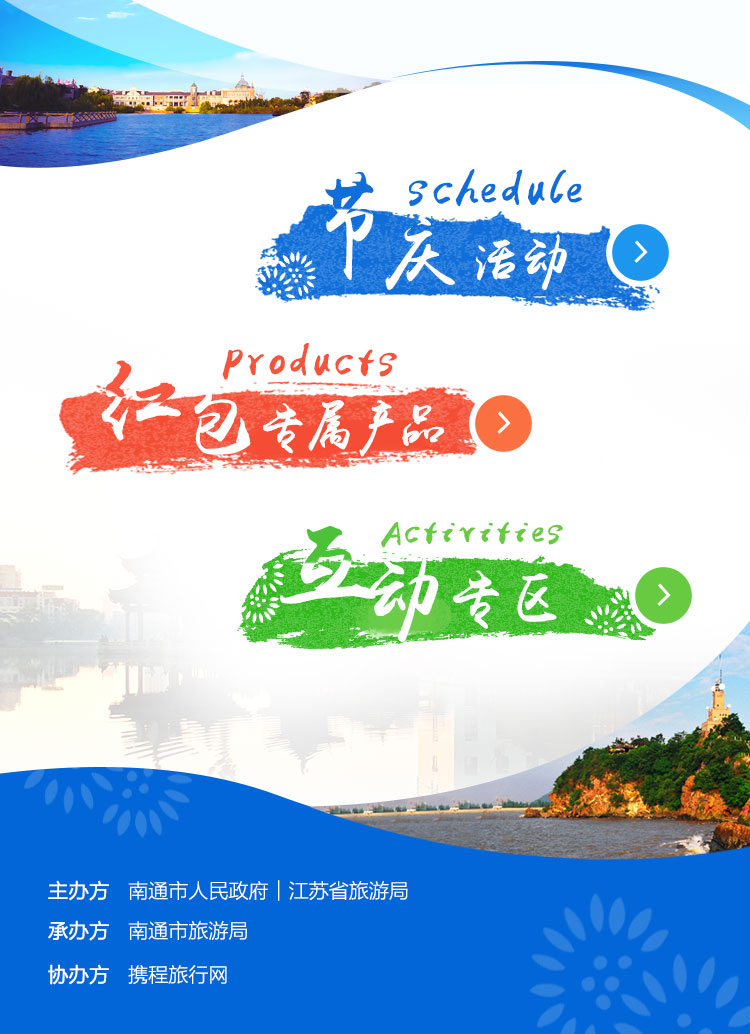 schedule
节庆活动
Products
红包专属产品
Activities
互动专区
主办方 南通市人民政府｜江苏省旅游局
承办方 南通市旅游局
协办方 携程旅行网